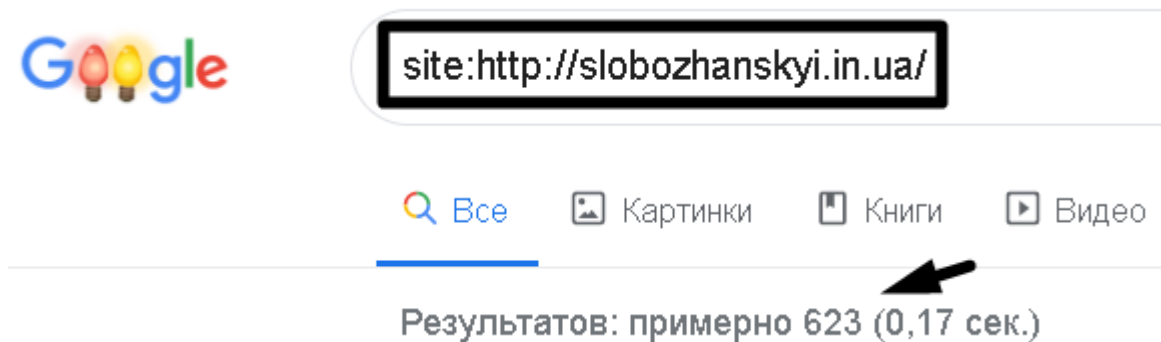 Google
site:http://slobozhanskyi.in.ua/
Все Картинки Книги Видео
Результатов: примерно 623 (0,17 сек.)